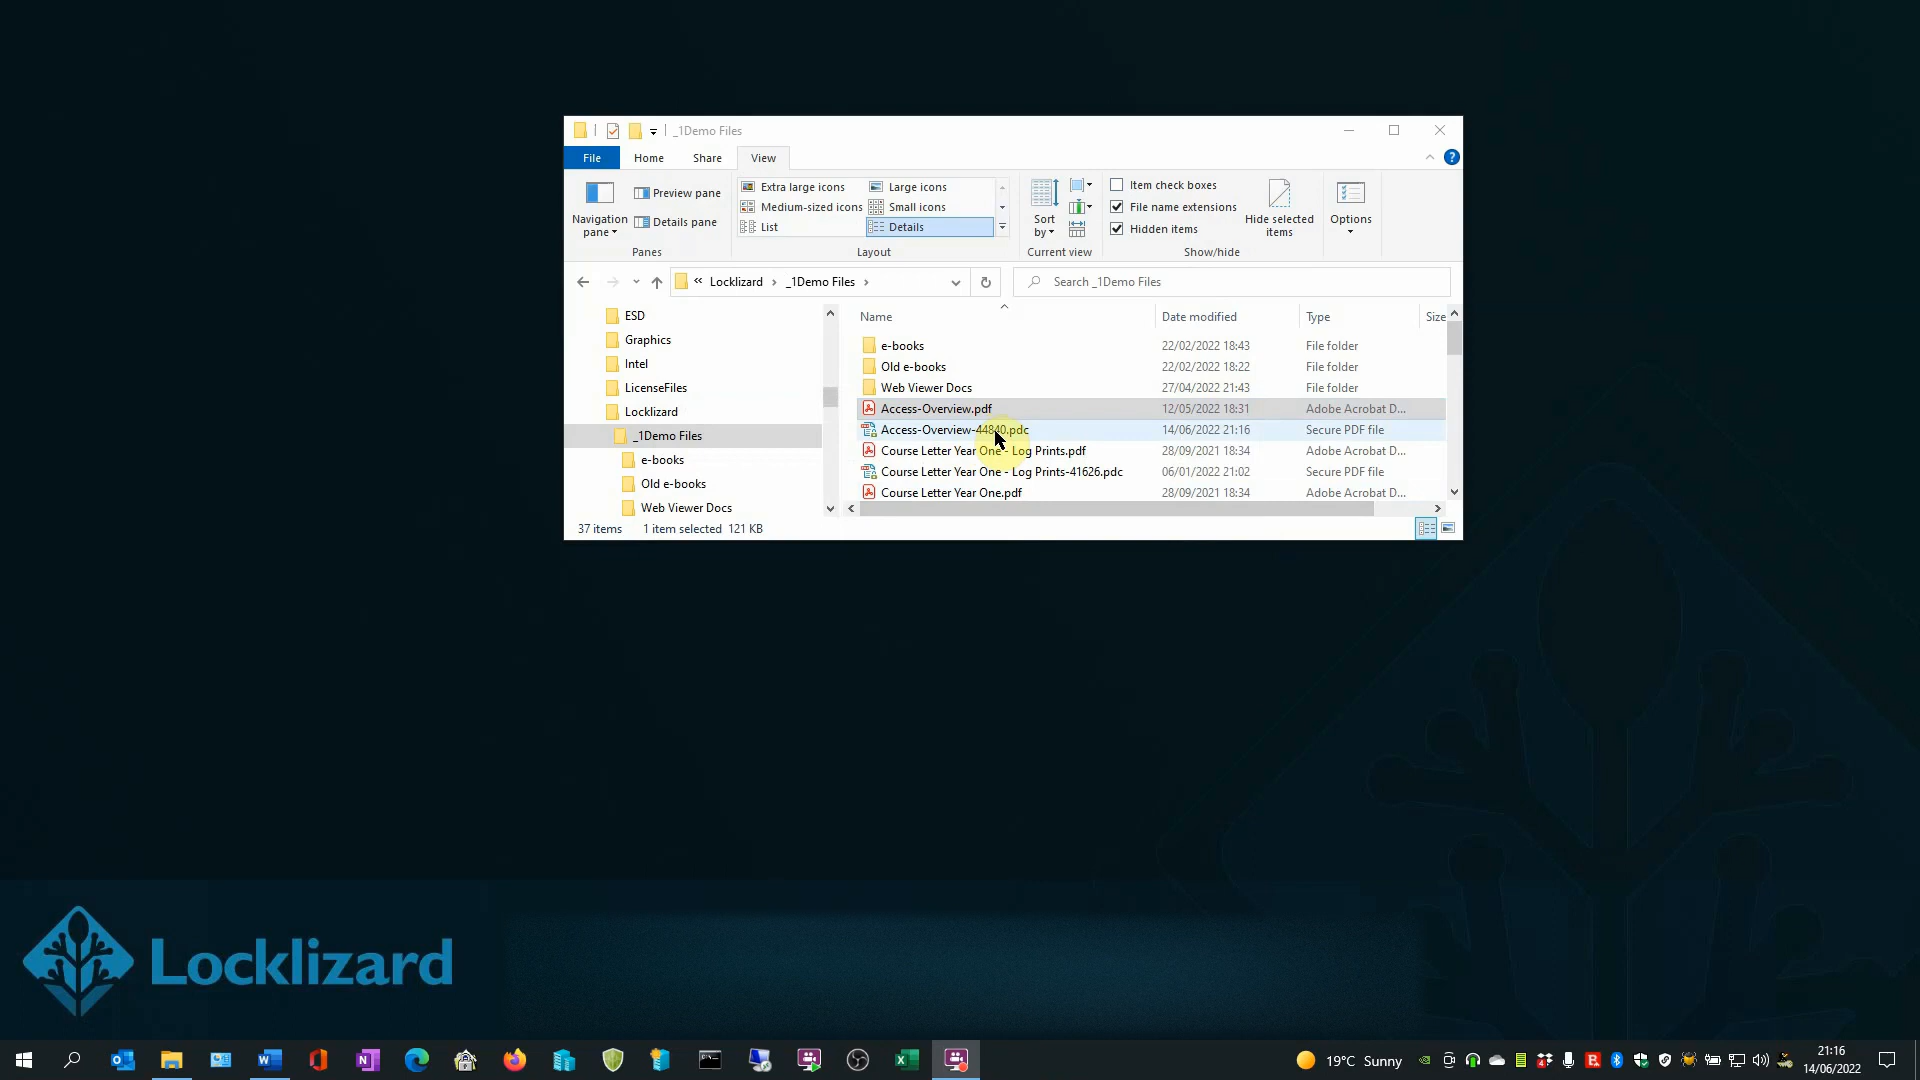 _1Demo Files
File Home Share View
Navigation pane
Preview pane
Details pane
Panes
Extra large icons Large icons
Medium-sized icons Small icons
List Details
Layout
Sort by
Current view
Item check boxes
File name extensions
Hidden items
Hide selected items
Show/hide
Options
« Locklizard › _1Demo Files ›
Search _1Demo Files
ESD
Graphics
Intel
LicenseFiles
Locklizard
_1Demo Files
e-books
Old e-books
Web Viewer Docs
Name Date modified Type Size
e-books 22/02/2022 18:43 File folder
Old e-books 22/02/2022 18:22 File folder
Web Viewer Docs 27/04/2022 21:43 File folder
Access-Overview.pdf 12/05/2022 18:31 Adobe Acrobat D...
Access-Overview-44840.pdc 14/06/2022 21:16 Secure PDF file
Course Letter Year One - Log Prints.pdf 28/09/2021 18:34 Adobe Acrobat D...
Course Letter Year One - Log Prints-41626.pdc 06/01/2022 21:02 Secure PDF file
Course Letter Year One.pdf 28/09/2021 18:34 Adobe Acrobat D...
37 items 1 item selected 121 KB
Locklizard
19°C Sunny
21:16
14/06/2022